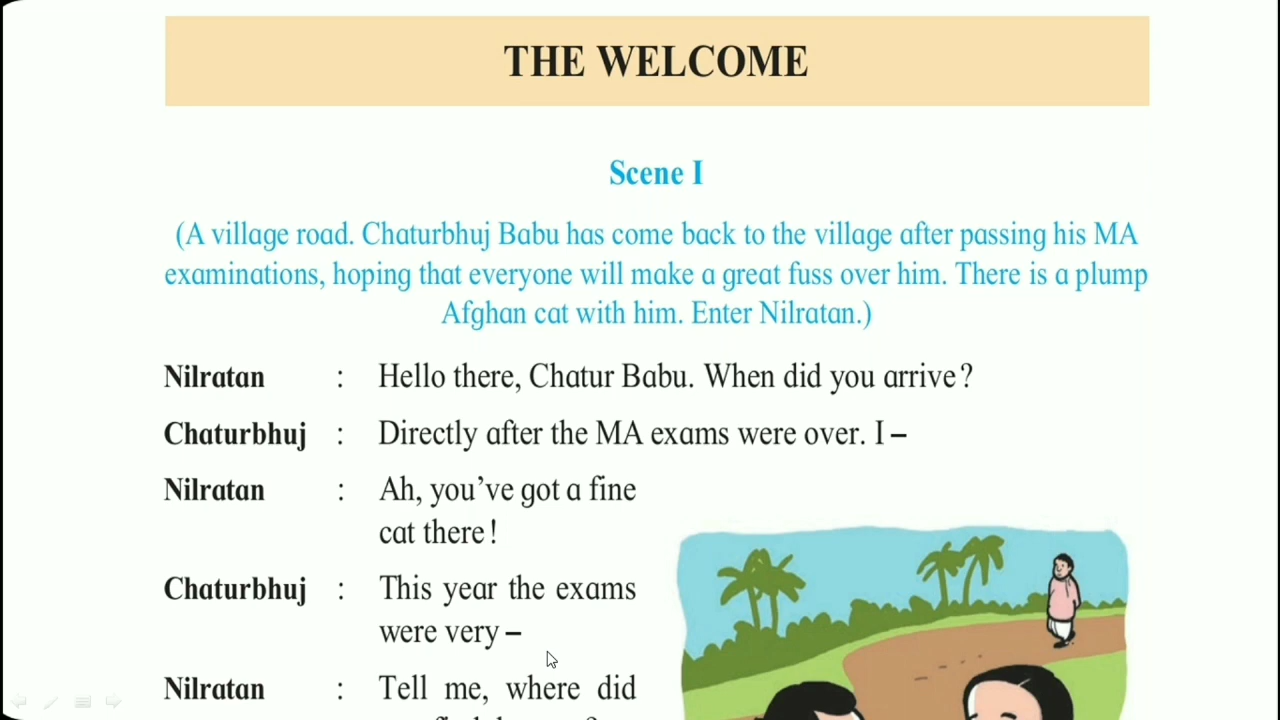 THE WELCOME
Scene I
(A village road. Chaturbhuj Babu has come back to the village after passing his MA
examinations, hoping that everyone will make a great fuss over him. There is a plump
Afghan cat with him. Enter Nilratan.)
Nilratan : Hello there, Chatur Babu. When did you arrive?
Chaturbhuj : Directly after the MA exams were over. I –
Nilratan : Ah, you’ve got a fine
cat there!
Chaturbhuj : This year the exams
were very –
Nilratan : Tell me, where did